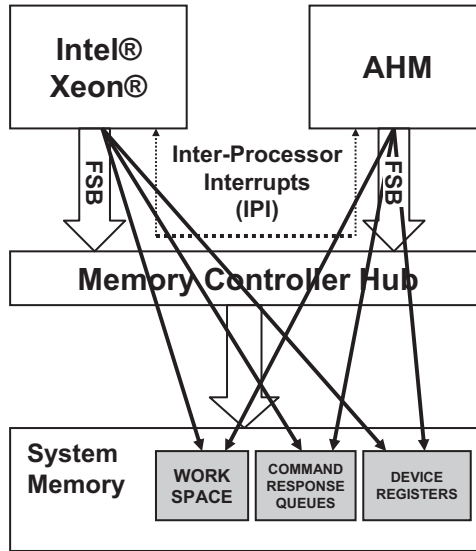 Intel®
Xeon®
AHM
FSB
Inter-Processor
Interrupts
(IPI)
FSB
Memory Controller Hub
System
Memory
WORK
SPACE
COMMAND
RESPONSE
QUEUES
DEVICE
REGISTERS